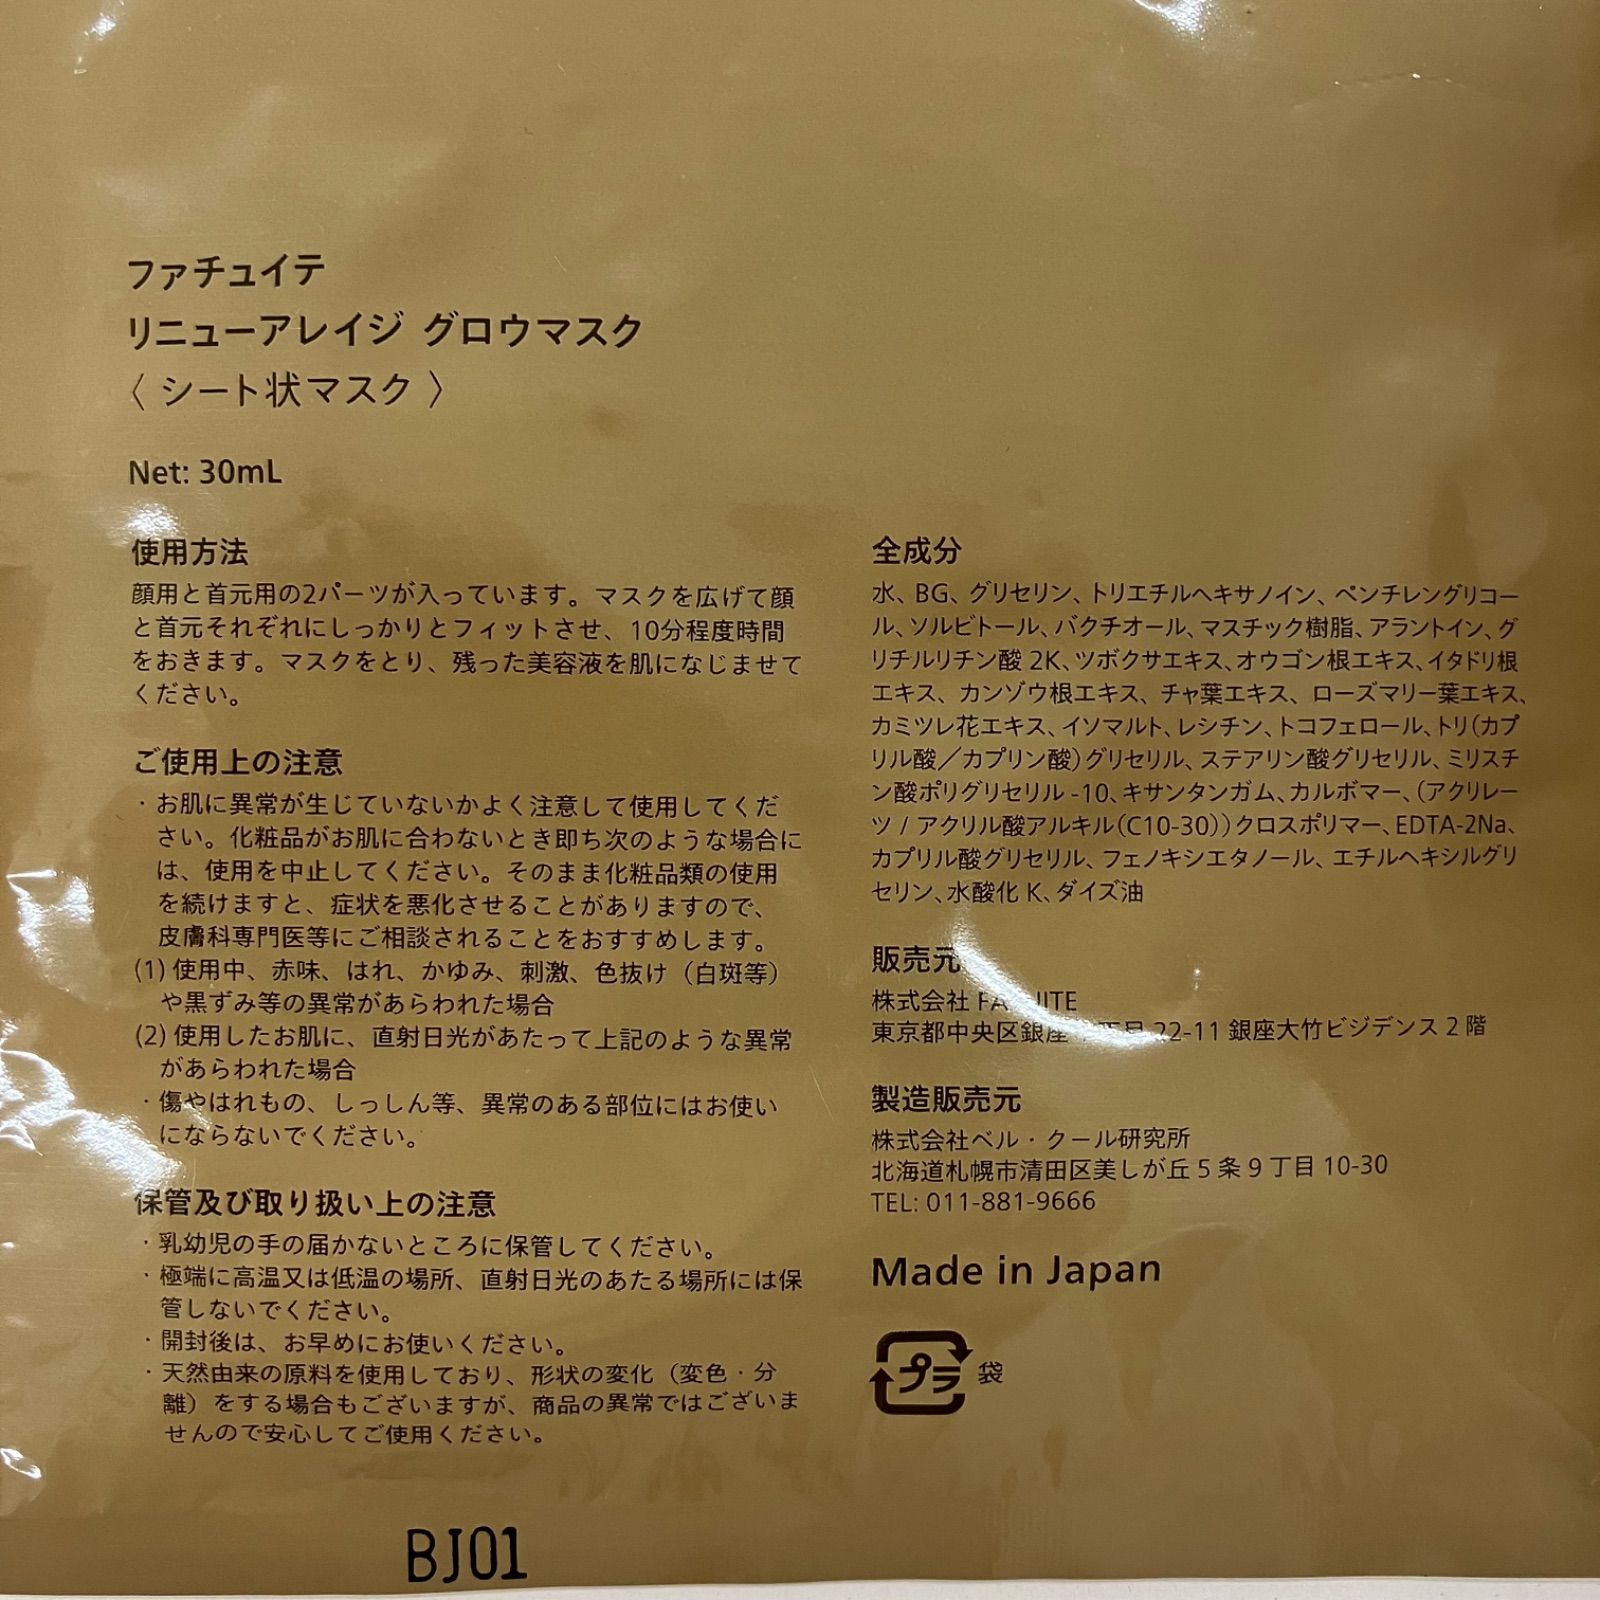 ファチュイテ
リニューアレイジ グロウマスク
〈 シート状マスク 〉
Net: 30mL
使用方法
顔用と首元用の2パーツが入っています。マスクを広げて顔
と首元それぞれにしっかりとフィットさせ、10分程度時間
をおきます。マスクをとり、残った美容液を肌になじませて
ください。
ご使用上の注意
・お肌に異常が生じていないかよく注意して使用してくだ
さい。化粧品がお肌に合わないとき即ち次のような場合に
は、使用を中止してください。そのまま化粧品類の使用
を続けますと、症状を悪化させることがありますので、
皮膚科専門医等にご相談されることをおすすめします。
(1) 使用中、赤味、はれ、かゆみ、刺激、色抜け（白斑等）
や黒ずみ等の異常があらわれた場合
(2) 使用したお肌に、直射日光があたって上記のような異常
があらわれた場合
・傷やはれもの、しっしん等、異常のある部位にはお使い
にならないでください。
保管及び取り扱い上の注意
・乳幼児の手の届かないところに保管してください。
・極端に高温又は低温の場所、直射日光のあたる場所には保
管しないでください。
・開封後は、お早めにお使いください。
・天然由来の原料を使用しており、形状の変化（変色・分
離）をする場合もございますが、商品の異常ではございま
せんので安心してご使用ください。
全成分
水、BG、グリセリン、トリエチルヘキサノイン、ペンチレングリコー
ル、ソルビトール、バクチオール、マスチック樹脂、アラントイン、グ
リチルリチン酸 2K、ツボクサエキス、オウゴン根エキス、イタドリ根
エキス、カンゾウ根エキス、チャ葉エキス、ローズマリー葉エキス、
カミツレ花エキス、イソマルト、レシチン、トコフェロール、トリ(カプ
リル酸／カプリン酸)グリセリル、ステアリン酸グリセリル、ミリスチ
ン酸ポリグリセリル -10、キサンタンガム、カルボマー、(アクリレー
ツ / アクリル酸アルキル(C10-30))クロスポリマー、EDTA-2Na、
カプリル酸グリセリル、フェノキシエタノール、エチルヘキシルグリ
セリン、水酸化 K、ダイズ油
販売元
株式会社
東京都中央区銀座 丁目 22-11 銀座大竹ビジデンス 2 階
製造販売元
株式会社ベル・クール研究所
北海道札幌市清田区美しが丘 5 条 9 丁目 10-30
TEL: 011-881-9666
Made in Japan
プラ 袋
BJ01